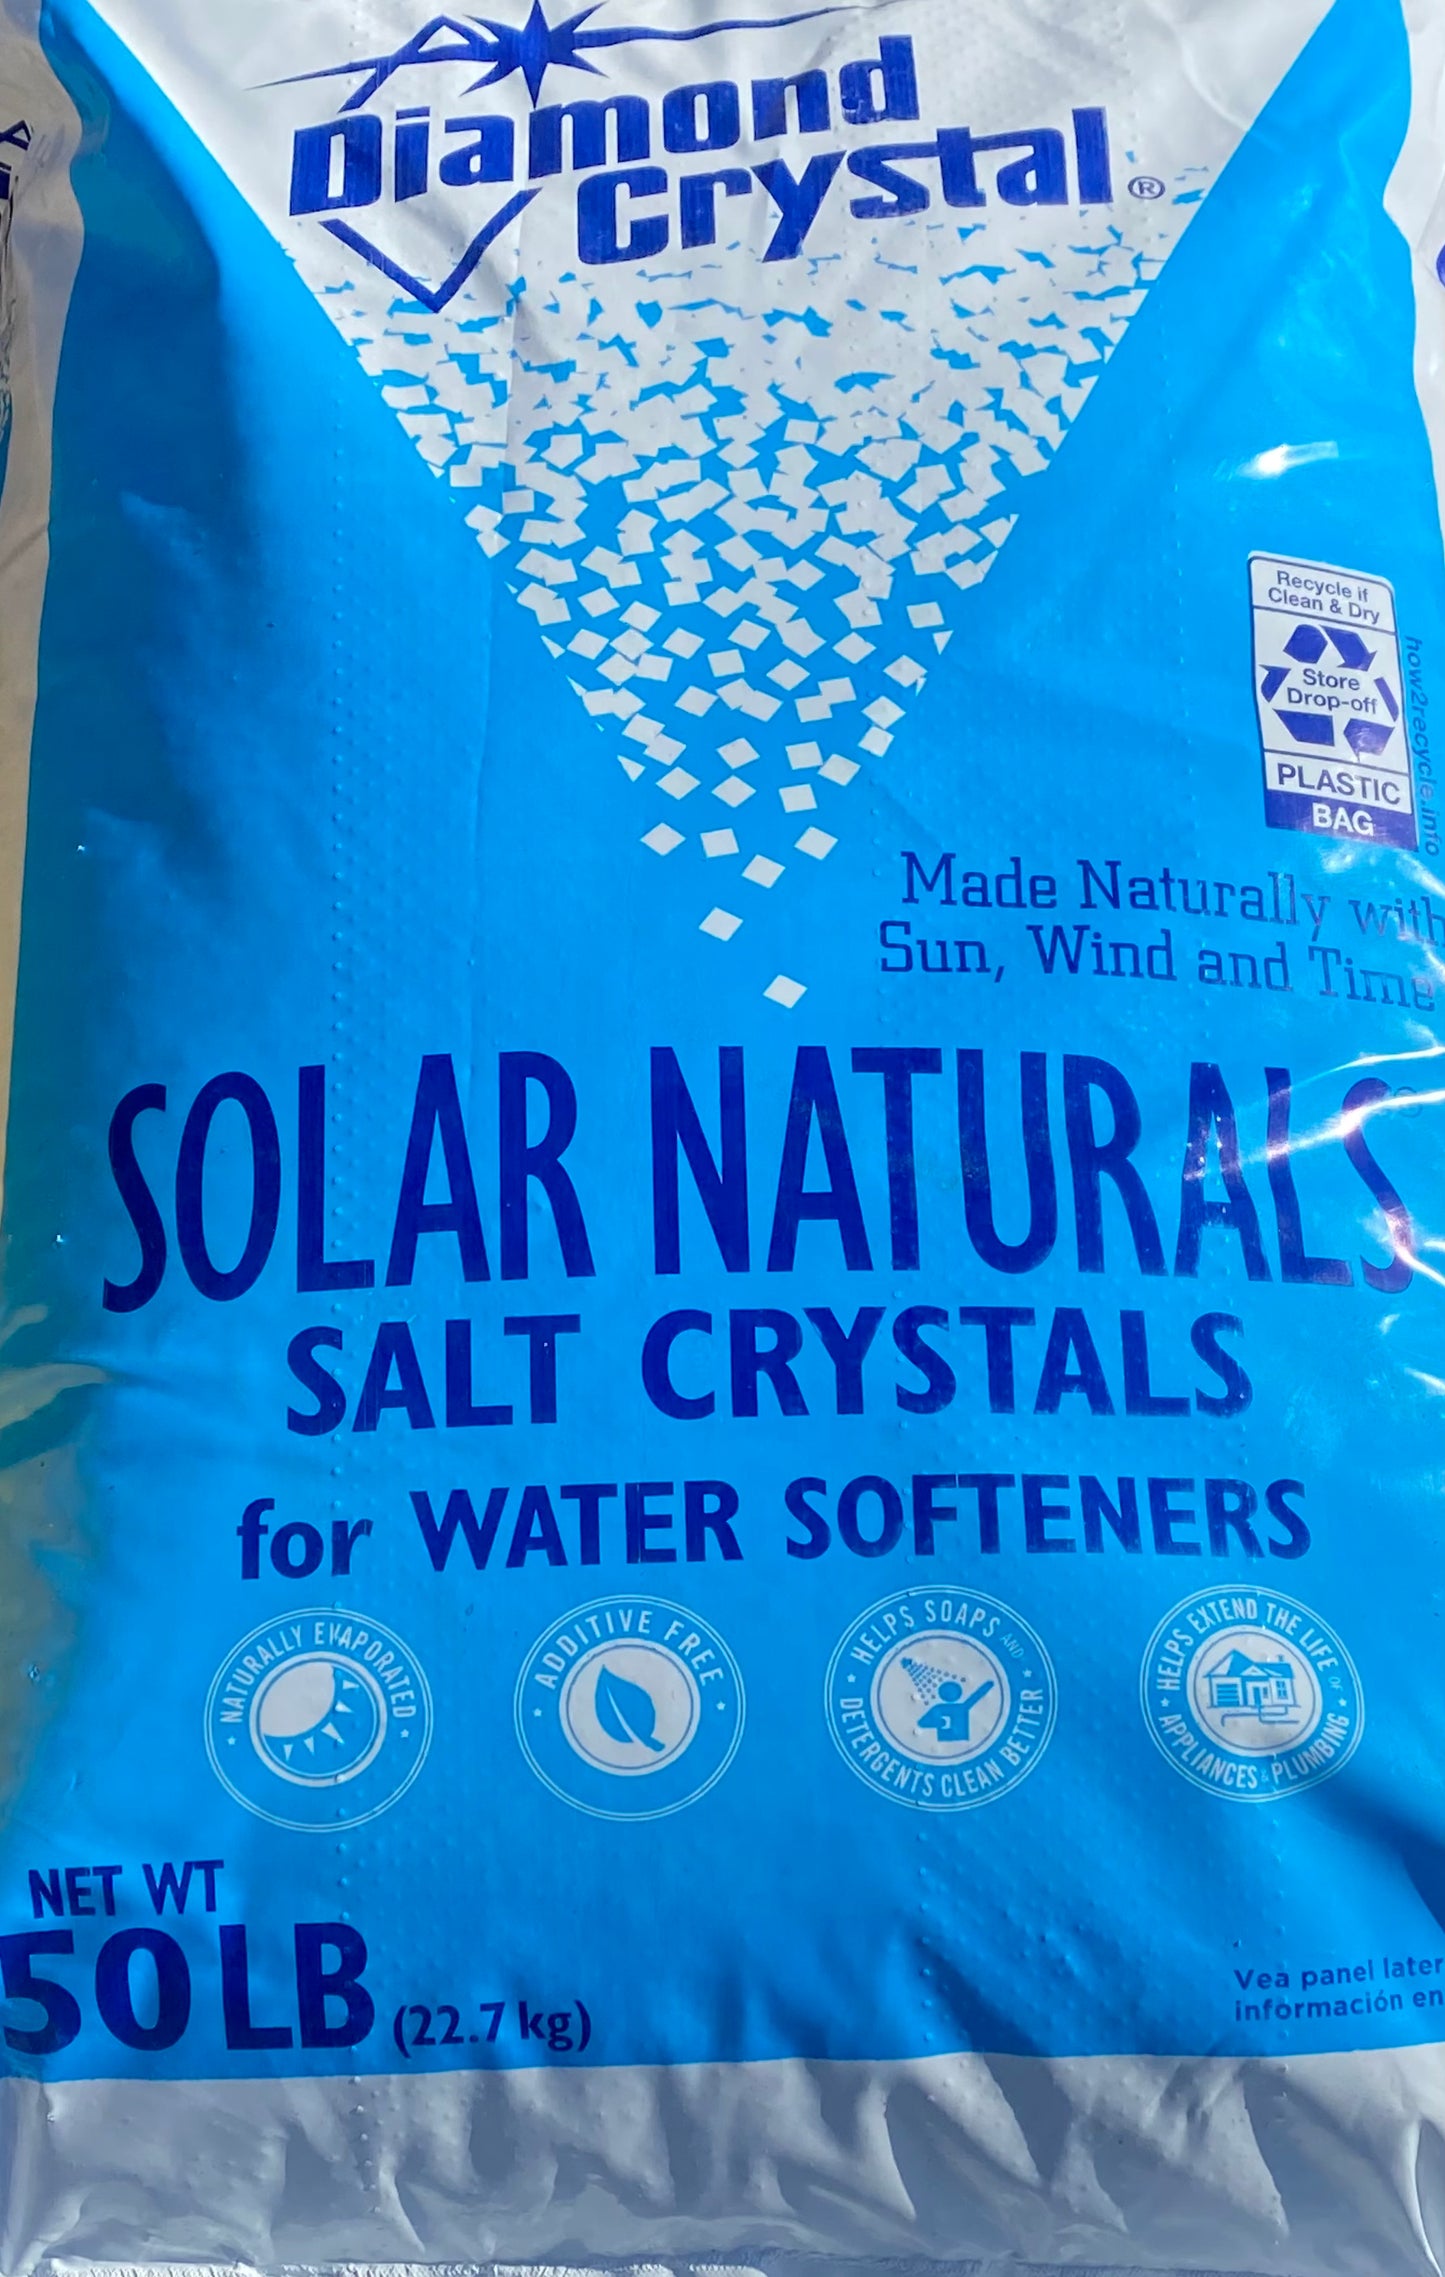 Diamond
Crystal®
Recycle if
Clean & Dry
Store
Drop-off
PLASTIC
BAG
how2recycle.info
Made Naturally with
Sun, Wind and Time
SOLAR NATURALS
SALT CRYSTALS
for WATER SOFTENERS
NATURALLY EVAPORATED
ADDITIVE FREE
HELPS SOAPS AND
DETERGENTS CLEAN BETTER
HELPS EXTEND THE LIFE OF
APPLIANCES & PLUMBING
NET WT
50 LB (22.7 kg)
Vea panel later
información en